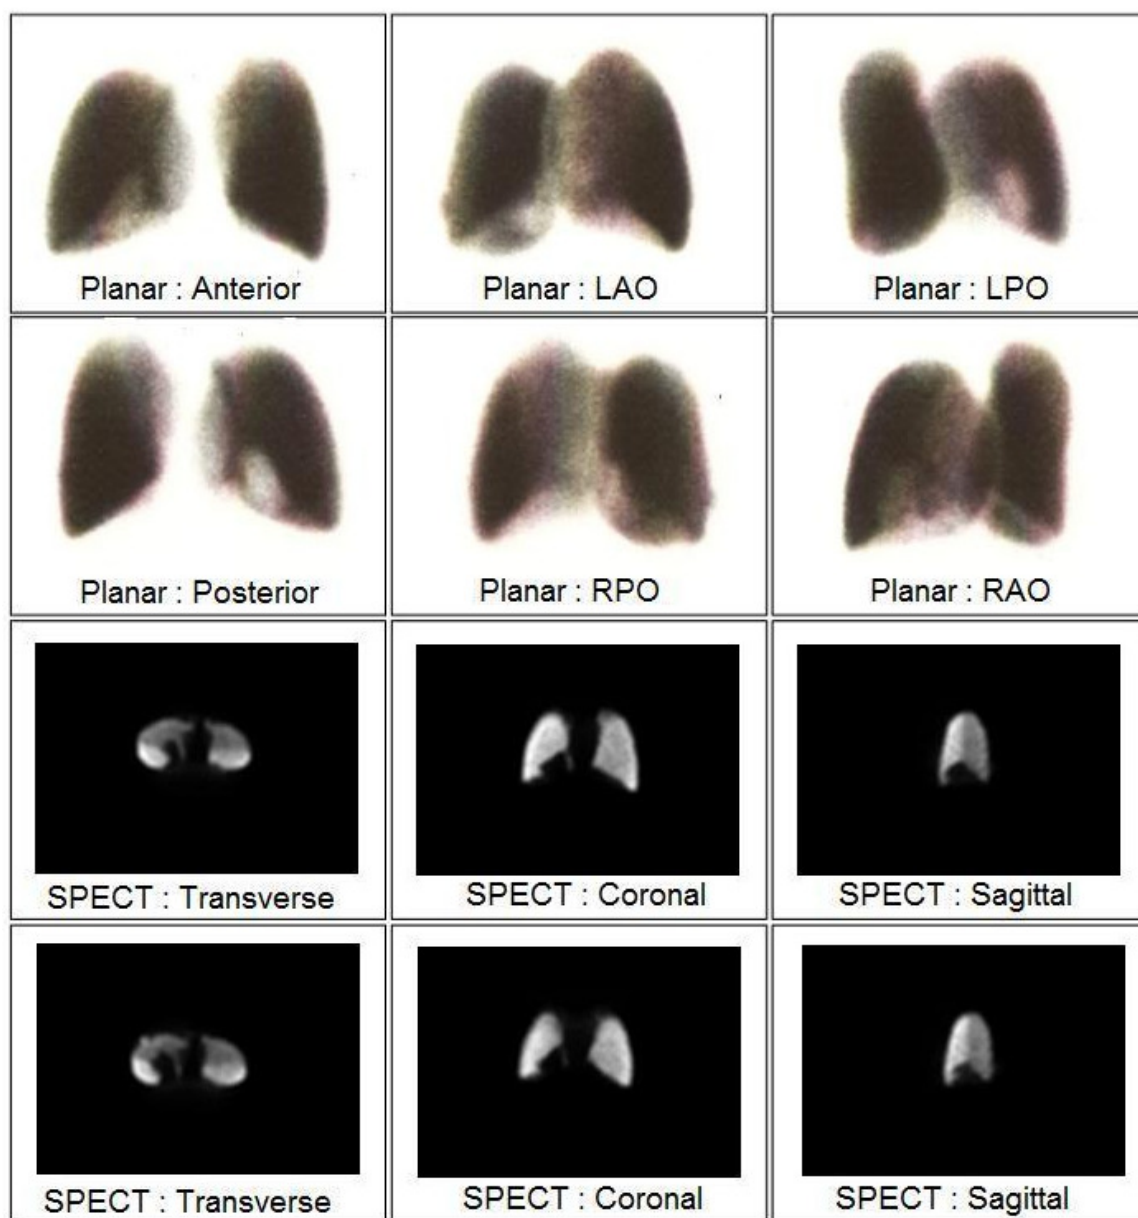 Planar : Anterior
Planar : LAO
Planar : LPO
Planar : Posterior
Planar : RPO
Planar : RAO
SPECT : Transverse
SPECT : Coronal
SPECT : Sagittal
SPECT : Transverse
SPECT : Coronal
SPECT : Sagittal